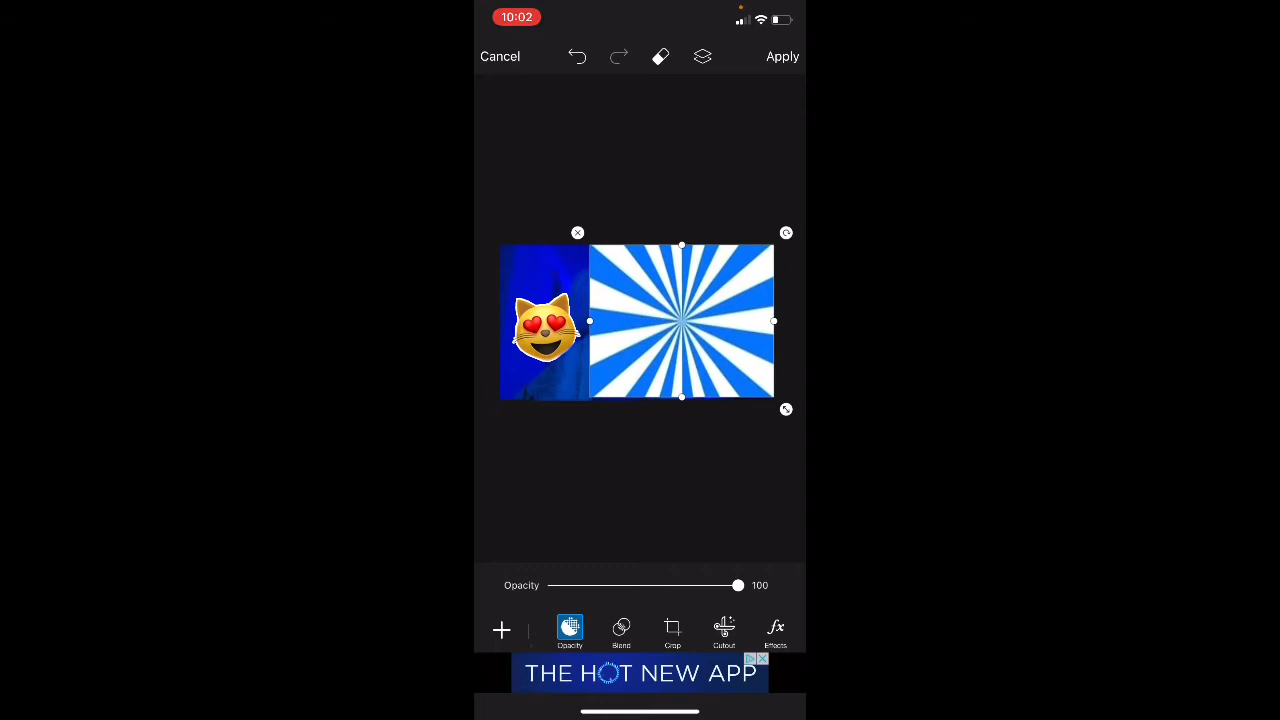 10:02
Cancel
Apply
Opacity 100
Opacity Blend Crop Cutout Effects
THE HOT NEW APP